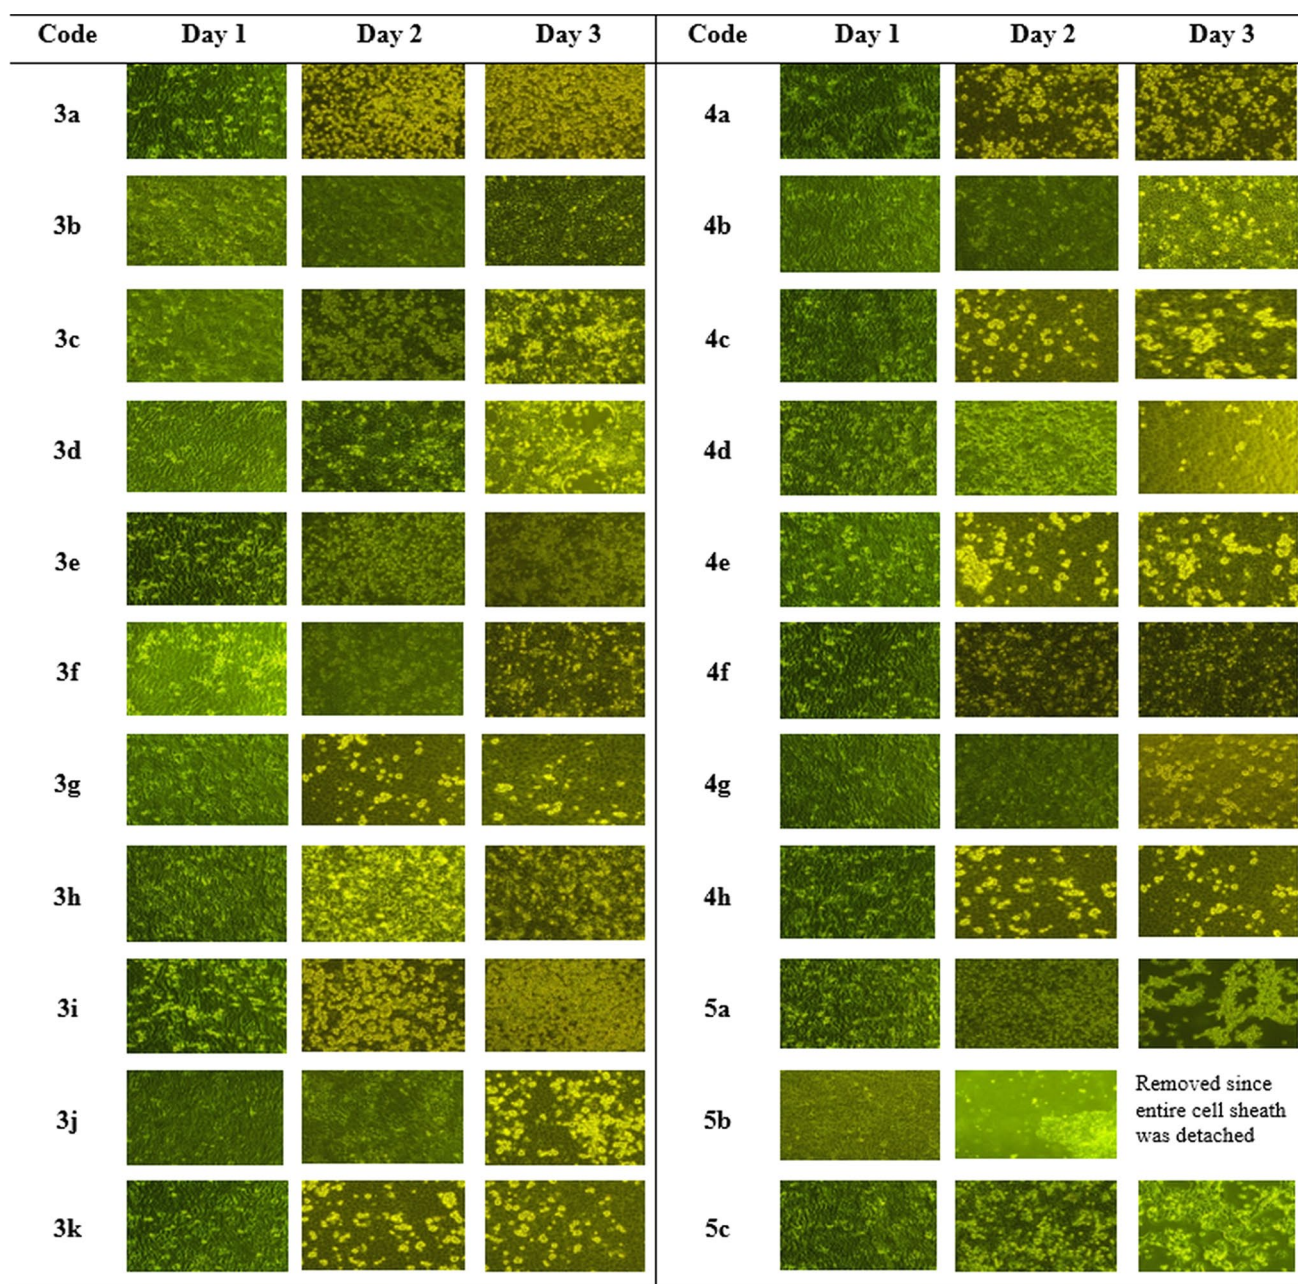 Code Day 1 Day 2 Day 3 Code Day 1 Day 2 Day 3
3a 4a
3b 4b
3c 4c
3d 4d
3e 4e
3f 4f
3g 4g
3h 4h
3i 5a
3j 5b Removed since
entire cell sheath
was detached
3k 5c